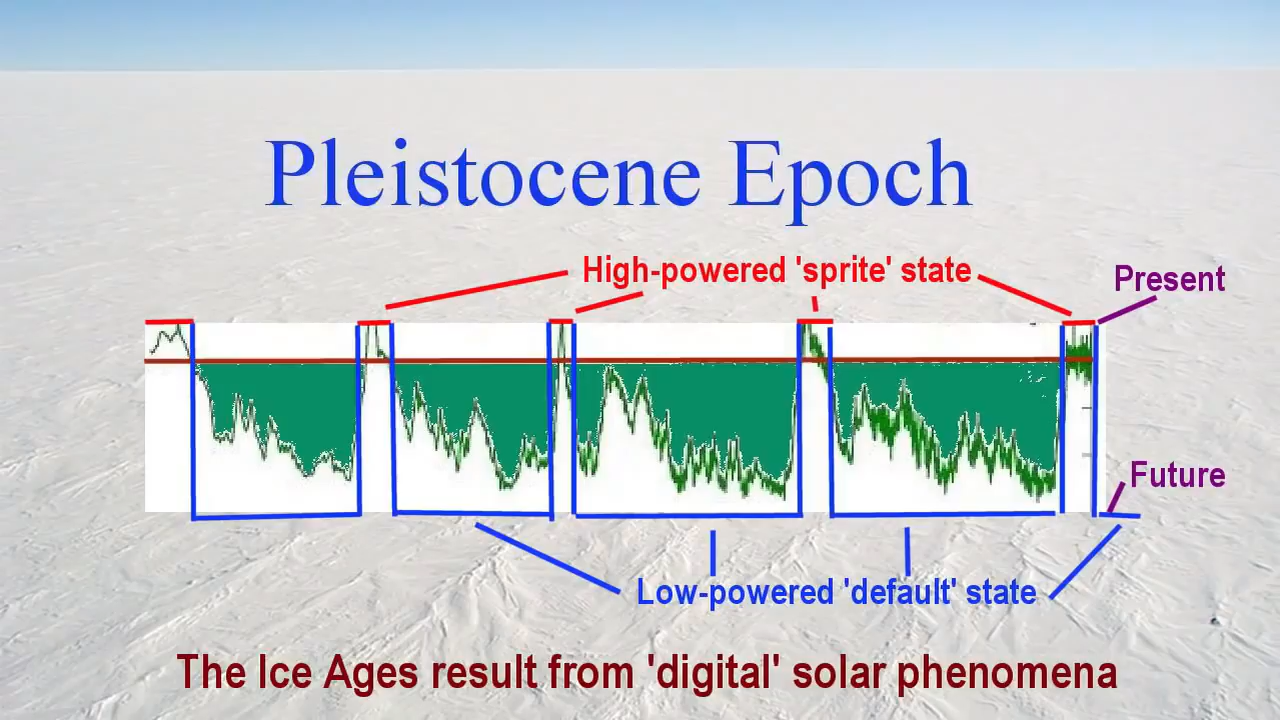 Pleistocene Epoch
High-powered 'sprite' state
Present
Future
Low-powered 'default' state
The Ice Ages result from 'digital' solar phenomena